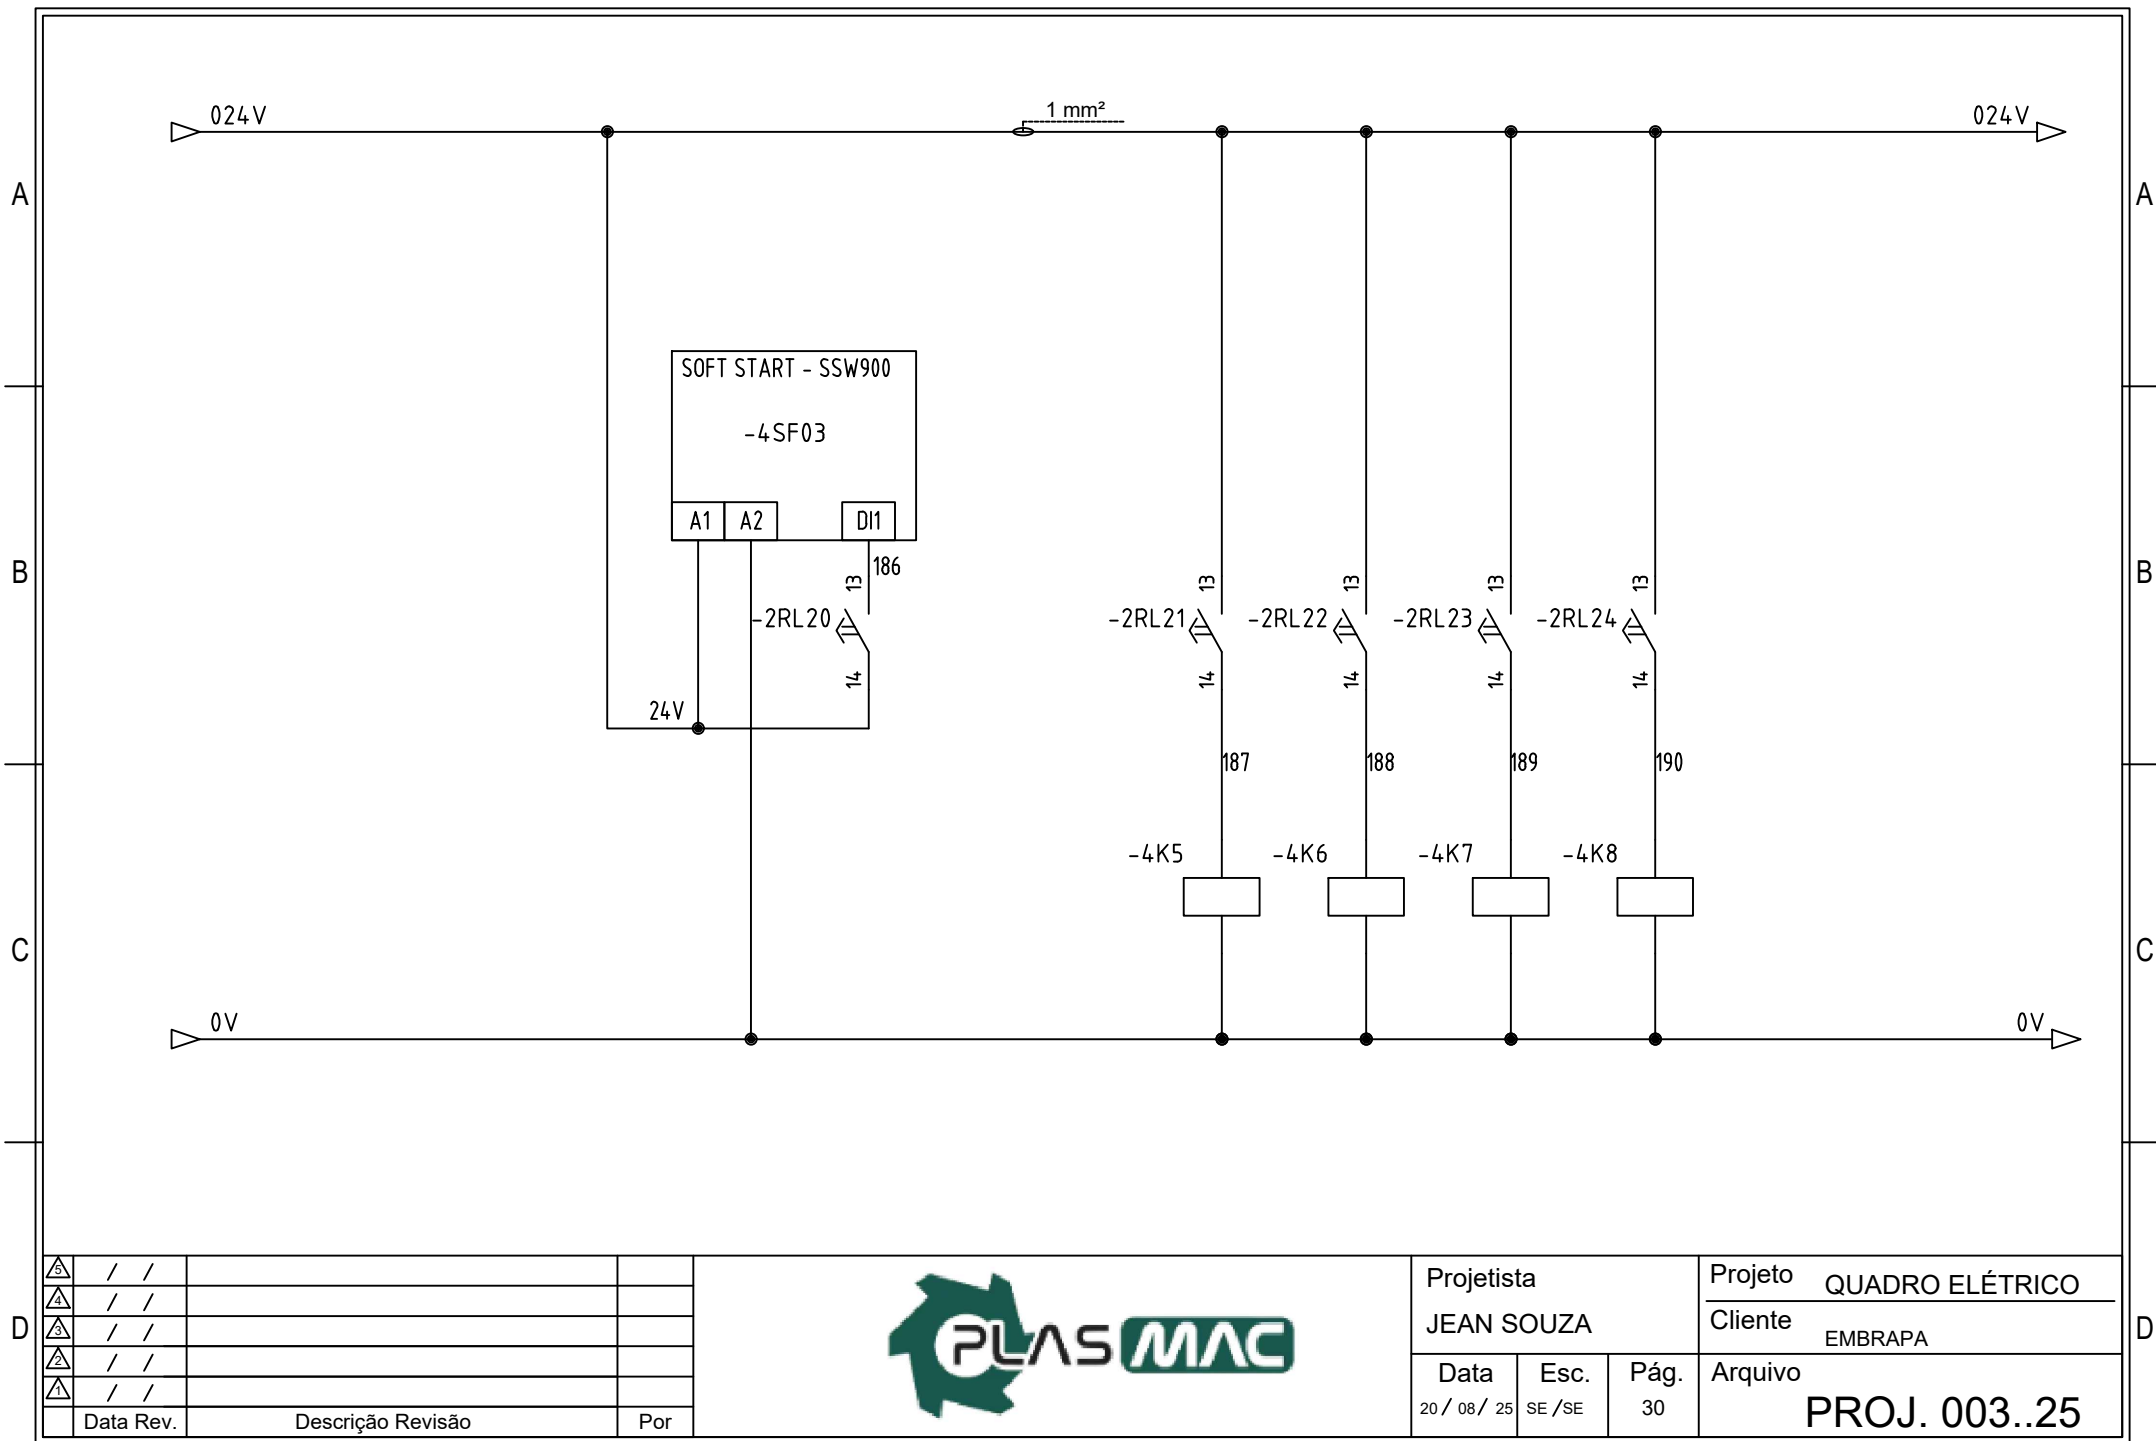 024V
1 mm²
024V
A
A
SOFT START - SSW900
-4SF03
A1
A2
DI1
B
B
186
13
13
13
13
13
-2RL20
-2RL21
-2RL22
-2RL23
-2RL24
14
14
14
14
14
24V
187
188
189
190
-4K5
-4K6
-4K7
-4K8
C
C
0V
0V
D
D
5 / /
4 / /
3 / /
2 / /
1 / /
Data Rev.
Descrição Revisão
Por
PLASMAC
Projetista
JEAN SOUZA
Data
20 / 08 / 25
Esc.
SE / SE
Pág.
30
Projeto QUADRO ELÉTRICO
Cliente EMBRAPA
Arquivo
PROJ. 003..25